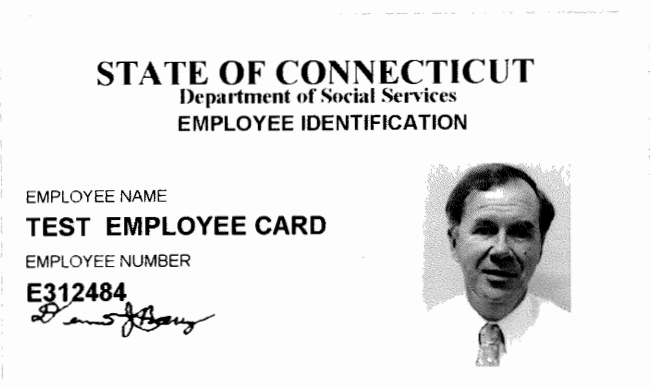 STATE OF CONNECTICUT
Department of Social Services
EMPLOYEE IDENTIFICATION
EMPLOYEE NAME
TEST EMPLOYEE CARD
EMPLOYEE NUMBER
E312484